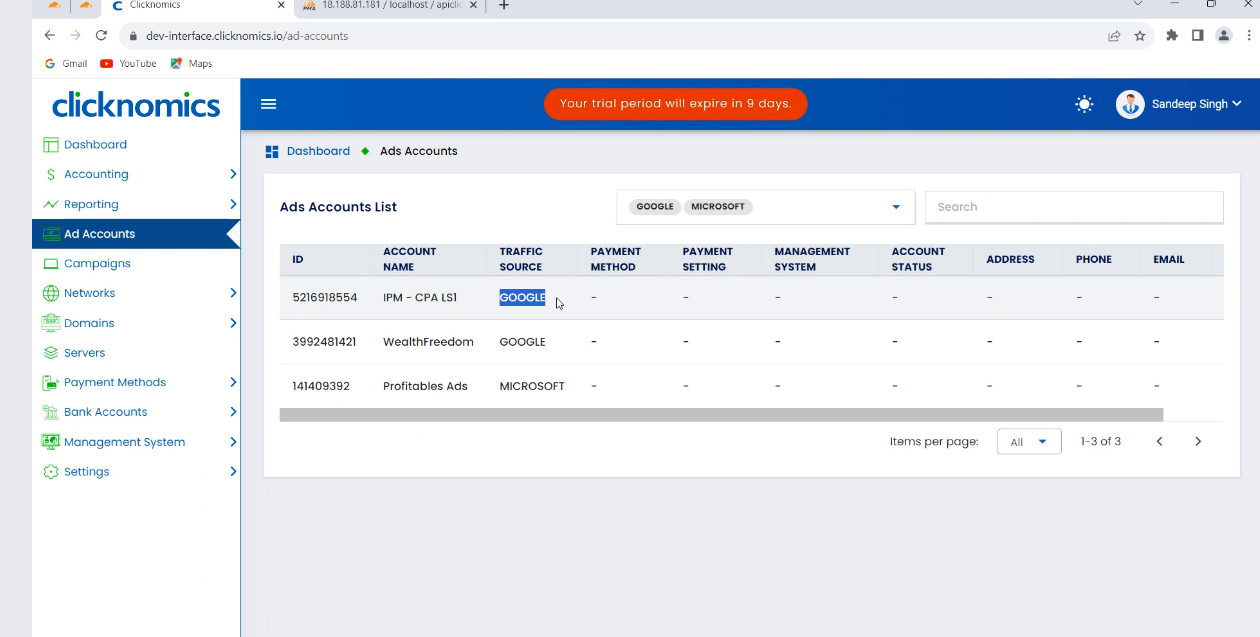 Clicknomics
18.188.81.181 / localhost / apiclic
dev-interface.clicknomics.io/ad-accounts
Gmail YouTube Maps
clicknomics
Your trial period will expire in 9 days.
Sandeep Singh
Dashboard
Accounting
Reporting
Ad Accounts
Campaigns
Networks
Domains
Servers
Payment Methods
Bank Accounts
Management System
Settings
Dashboard Ads Accounts
Ads Accounts List
GOOGLE MICROSOFT
Search
ID ACCOUNT NAME TRAFFIC SOURCE PAYMENT METHOD PAYMENT SETTING MANAGEMENT SYSTEM ACCOUNT STATUS ADDRESS PHONE EMAIL
5216918554 IPM - CPA LS1 GOOGLE - - - - - - -
3992481421 WealthFreedom GOOGLE - - - - - - -
141409392 Profitables Ads MICROSOFT - - - - - - -
Items per page: All 1-3 of 3